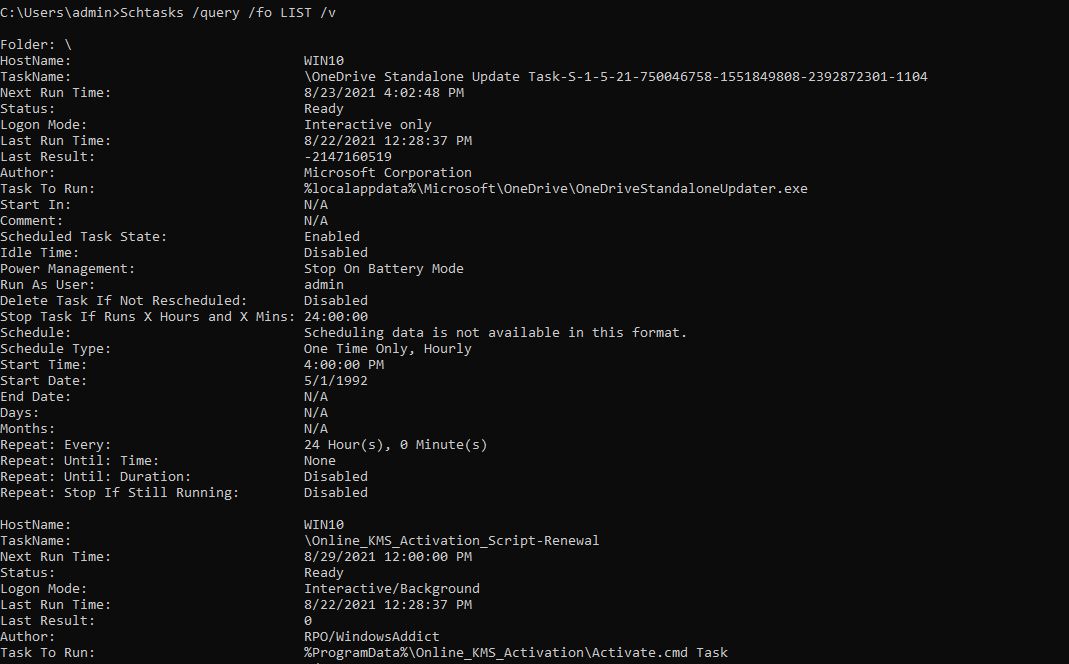 C:\Users\admin>Schtasks /query /fo LIST /v
Folder: \
HostName: WIN10
TaskName: \OneDrive Standalone Update Task-S-1-5-21-750046758-1551849808-2392872301-1104
Next Run Time: 8/23/2021 4:02:48 PM
Status: Ready
Logon Mode: Interactive only
Last Run Time: 8/22/2021 12:28:37 PM
Last Result: -2147160519
Author: Microsoft Corporation
Task To Run: %localappdata%\Microsoft\OneDrive\OneDriveStandaloneUpdater.exe
Start In: N/A
Comment: N/A
Scheduled Task State: Enabled
Idle Time: Disabled
Power Management: Stop On Battery Mode
Run As User: admin
Delete Task If Not Rescheduled: Disabled
Stop Task If Runs X Hours and X Mins: 24:00:00
Schedule: Scheduling data is not available in this format.
Schedule Type: One Time Only, Hourly
Start Time: 4:00:00 PM
Start Date: 5/1/1992
End Date: N/A
Days: N/A
Months: N/A
Repeat: Every: 24 Hour(s), 0 Minute(s)
Repeat: Until: Time: None
Repeat: Until: Duration: Disabled
Repeat: Stop If Still Running: Disabled
HostName: WIN10
TaskName: \Online_KMS_Activation_Script-Renewal
Next Run Time: 8/29/2021 12:00:00 PM
Status: Ready
Logon Mode: Interactive/Background
Last Run Time: 8/22/2021 12:28:37 PM
Last Result: 0
Author: RPO/WindowsAddict
Task To Run: %ProgramData%\Online_KMS_Activation\Activate.cmd Task